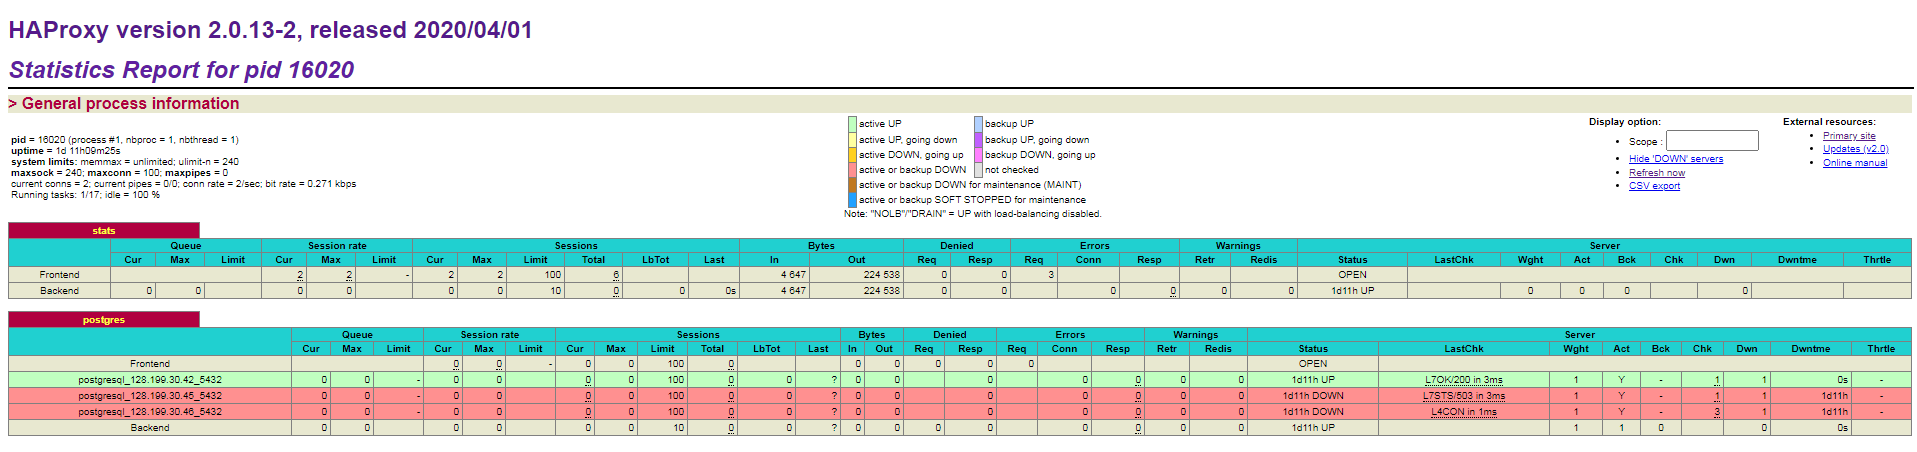 HAProxy version 2.0.13-2, released 2020/04/01
Statistics Report for pid 16020
> General process information
pid = 16020 (process #1, nbproc = 1, nbthread = 1)
uptime = 1d 11h09m25s
system limits: memmax = unlimited; ulimit-n = 240
maxsock = 240; maxconn = 100; maxpipes = 0
current conns = 2; current pipes = 0/0; conn rate = 2/sec; bit rate = 0.271 kbps
Running tasks: 1/17; idle = 100 %
active UP backup UP
active UP, going down backup UP, going down
active DOWN, going up backup DOWN, going up
active or backup DOWN not checked
active or backup DOWN for maintenance (MAINT)
active or backup SOFT STOPPED for maintenance
Note: "NOLB"/"DRAIN" = UP with load-balancing disabled.
Display option:
• Scope :
• Hide 'DOWN' servers
• Refresh now
• CSV export
External resources:
• Primary site
• Updates (v2.0)
• Online manual
stats
Queue Session rate Sessions Bytes Denied Errors Warnings Server
Cur Max Limit Cur Max Limit Cur Max Limit Total LbTot Last In Out Req Resp Req Conn Resp Retr Redis Status LastChk Wght Act Bck Chk Dwn Dwntme Thrtle
Frontend 2 2 - 2 2 100 6 4 647 224 538 0 0 3 OPEN
Backend 0 0 0 0 0 0 10 0 0 0s 4 647 224 538 0 0 0 0 0 0 1d11h UP 0 0 0 0
postgres
Queue Session rate Sessions Bytes Denied Errors Warnings Server
Cur Max Limit Cur Max Limit Cur Max Limit Total LbTot Last In Out Req Resp Req Conn Resp Retr Redis Status LastChk Wght Act Bck Chk Dwn Dwntme Thrtle
Frontend 0 0 - 0 0 100 0 0 0 0 0 0 OPEN
postgresql_128.199.30.42_5432 0 0 - 0 0 0 0 100 0 0 ? 0 0 0 0 0 0 0 1d11h UP L7OK/200 in 3ms 1 Y - 1 1 0s -
postgresql_128.199.30.45_5432 0 0 - 0 0 0 0 100 0 0 ? 0 0 0 0 0 0 0 1d11h DOWN L7STS/503 in 3ms 1 Y - 1 1 1d11h -
postgresql_128.199.30.46_5432 0 0 - 0 0 0 0 100 0 0 ? 0 0 0 0 0 0 0 1d11h DOWN L4CON in 1ms 1 Y - 3 1 1d11h -
Backend 0 0 0 0 0 0 10 0 0 ? 0 0 0 0 0 0 0 0 1d11h UP 1 1 0 0 0s